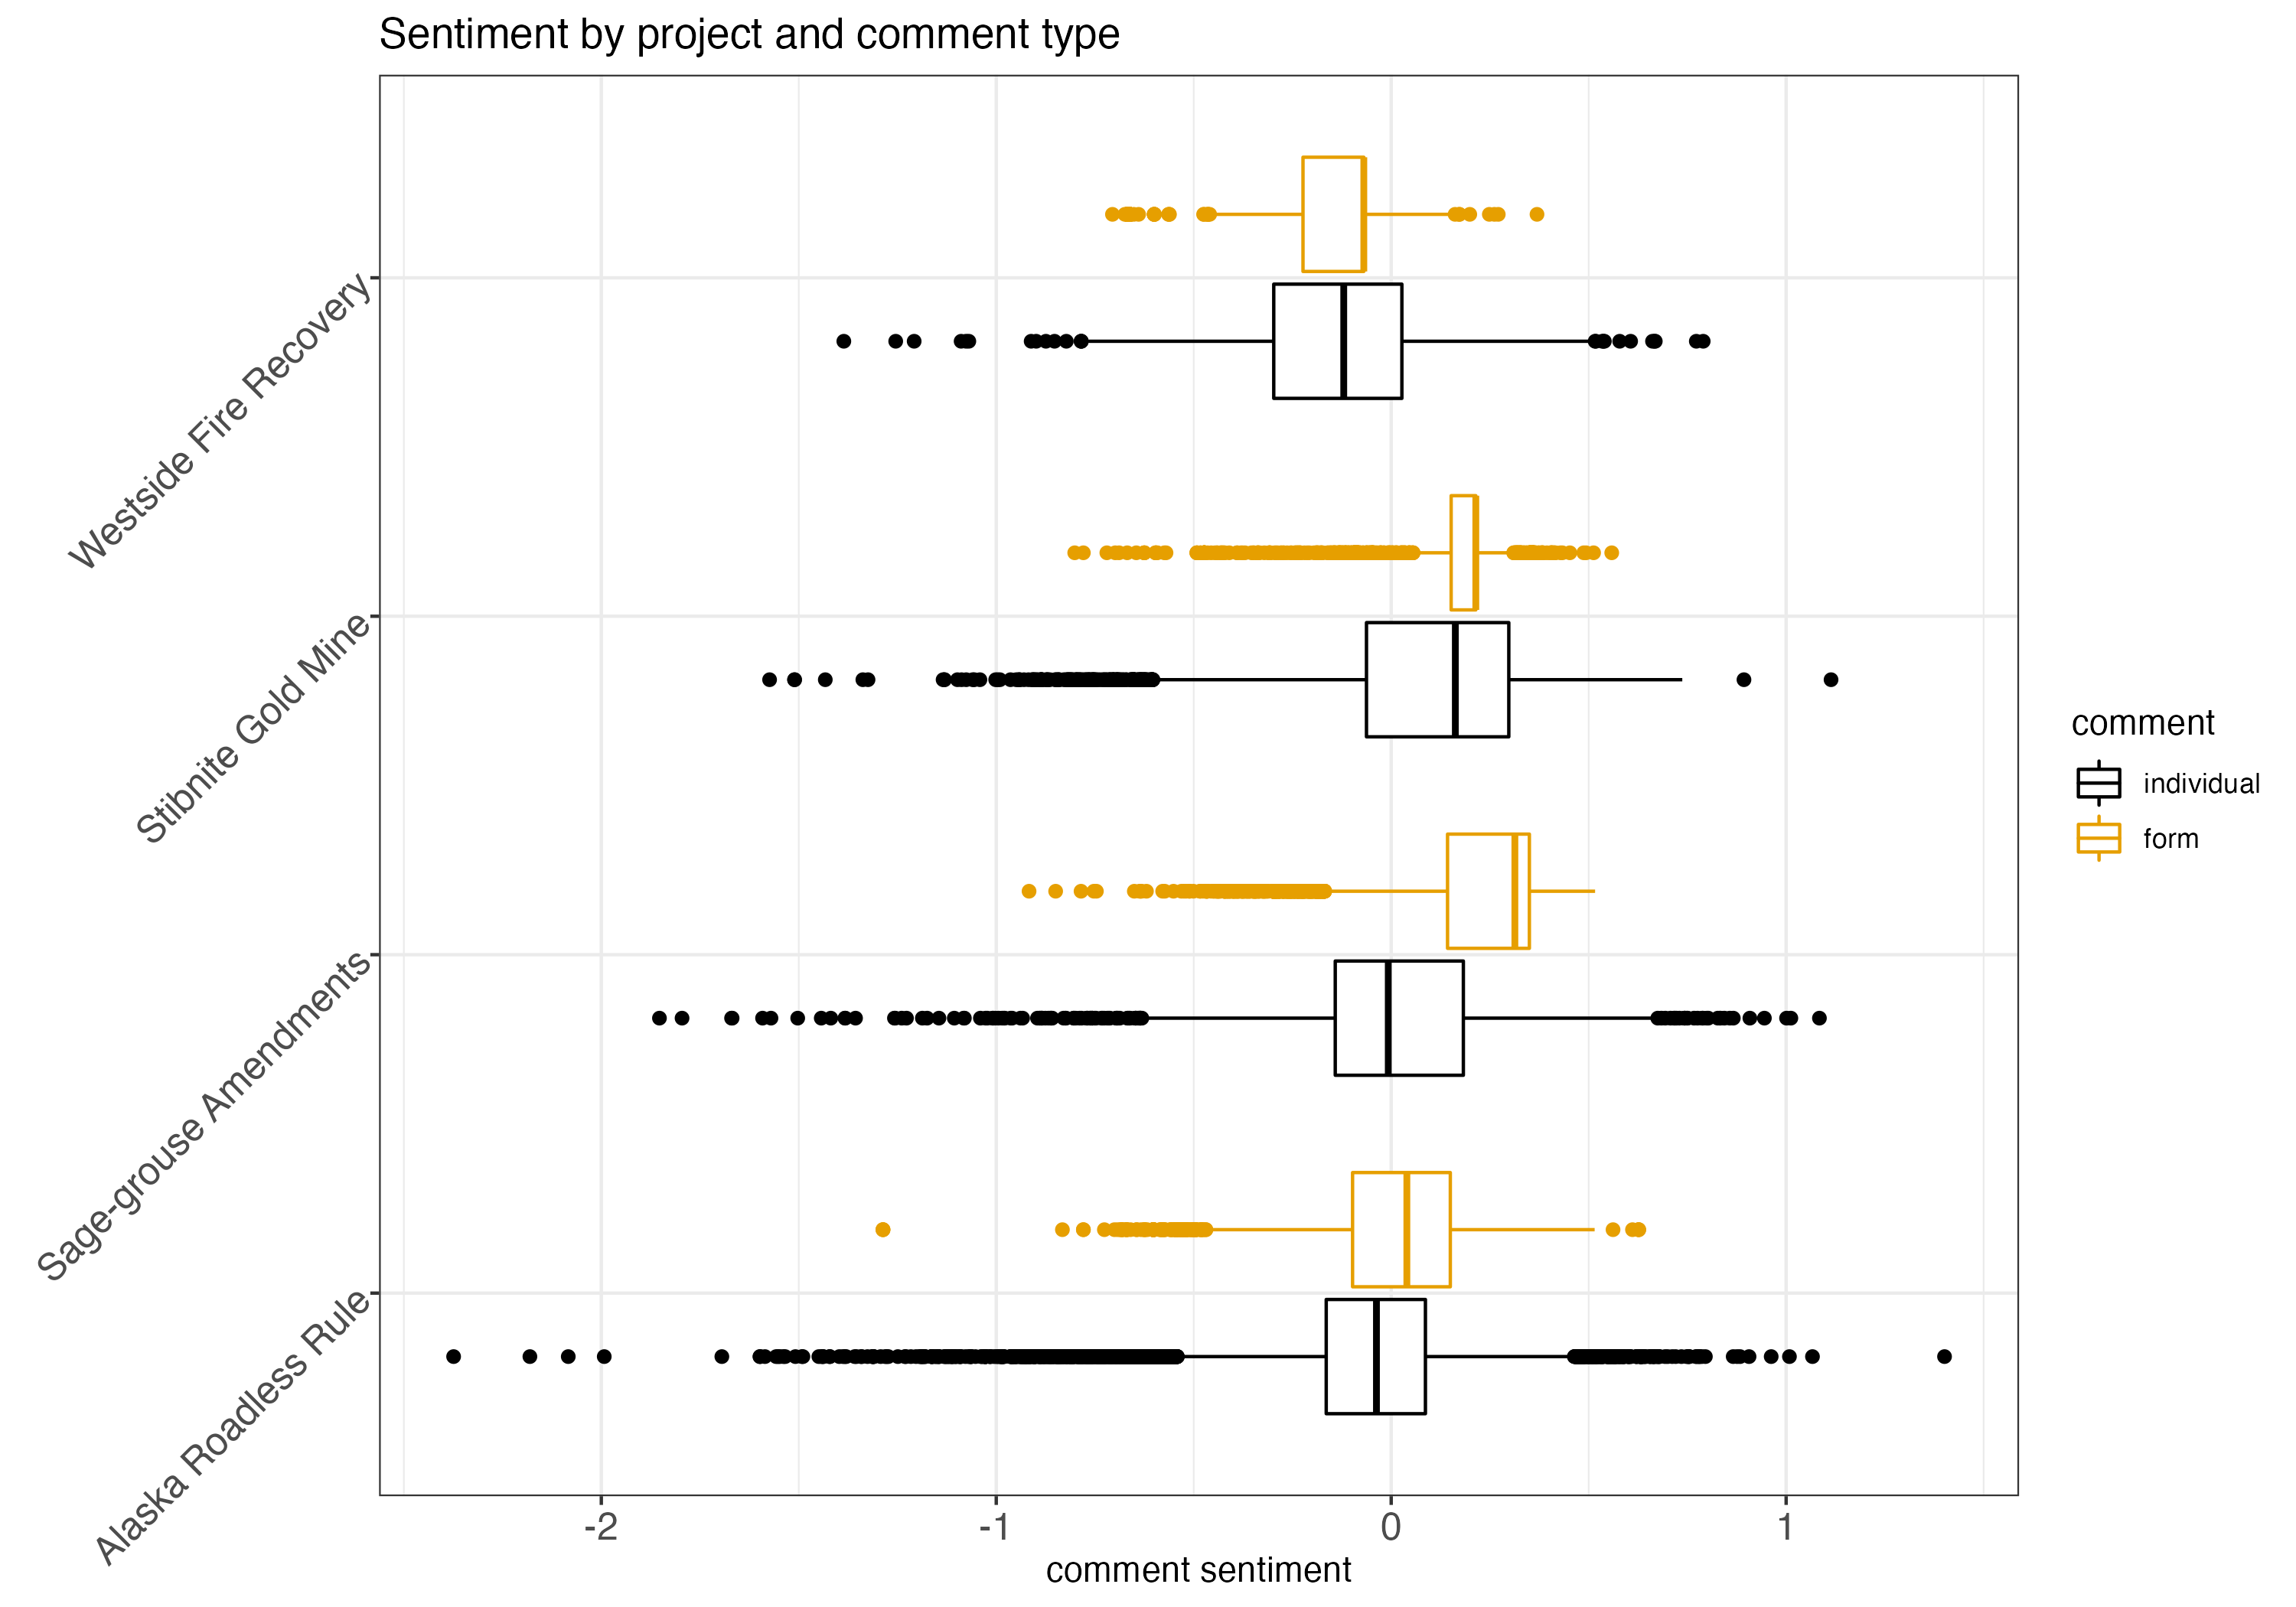 Sentiment by project and comment type
Westside Fire Recovery
Stibnite Gold Mine
Sage-grouse Amendments
Alaska Roadless Rule
-2
-1
0
1
comment sentiment
comment
individual
form